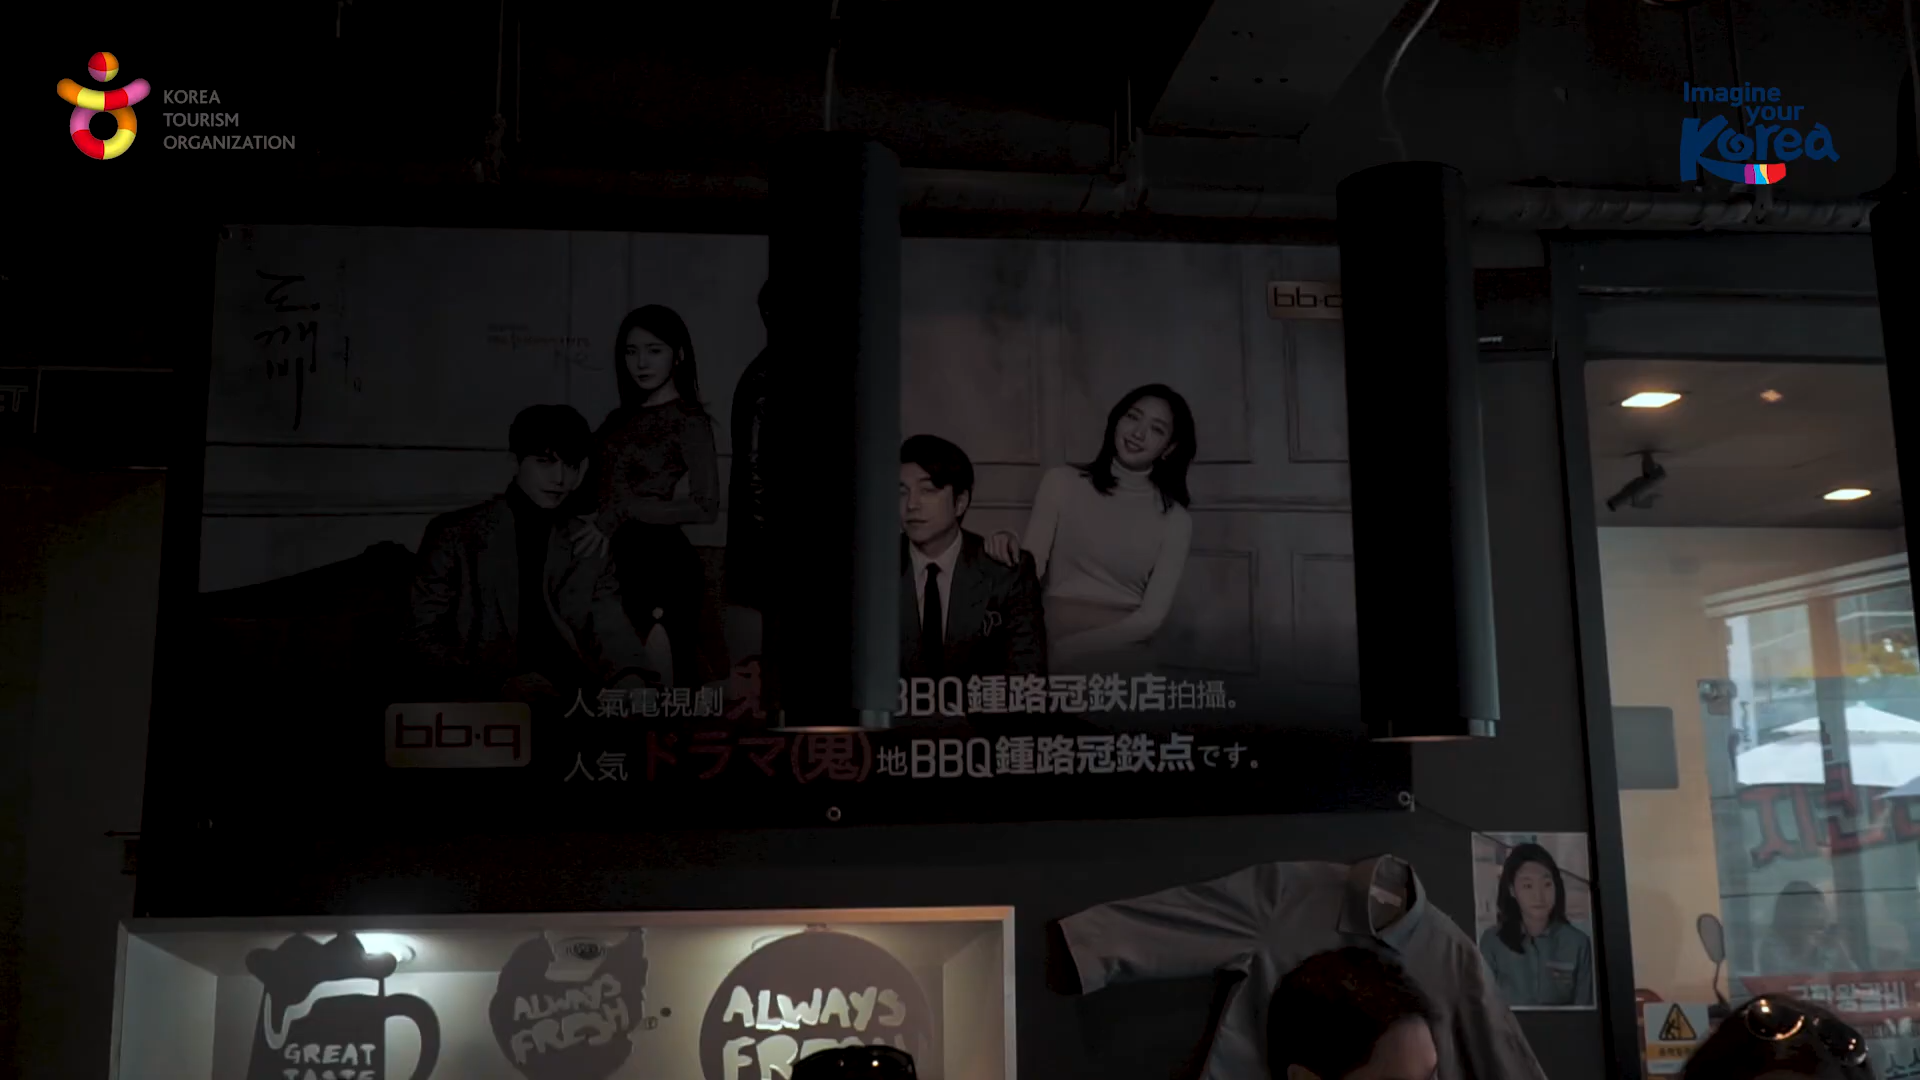 KOREA
TOURISM
ORGANIZATION
Imagine
your
Korea
도깨비
bb·q
人氣電視劇
BBQ鍾路冠鉄店拍攝。
bb·q
人気ドラマ(鬼)地BBQ鍾路冠鉄点です。
GREAT
TASTE
ALWAYS
FRESH
ALWAYS
FRESH